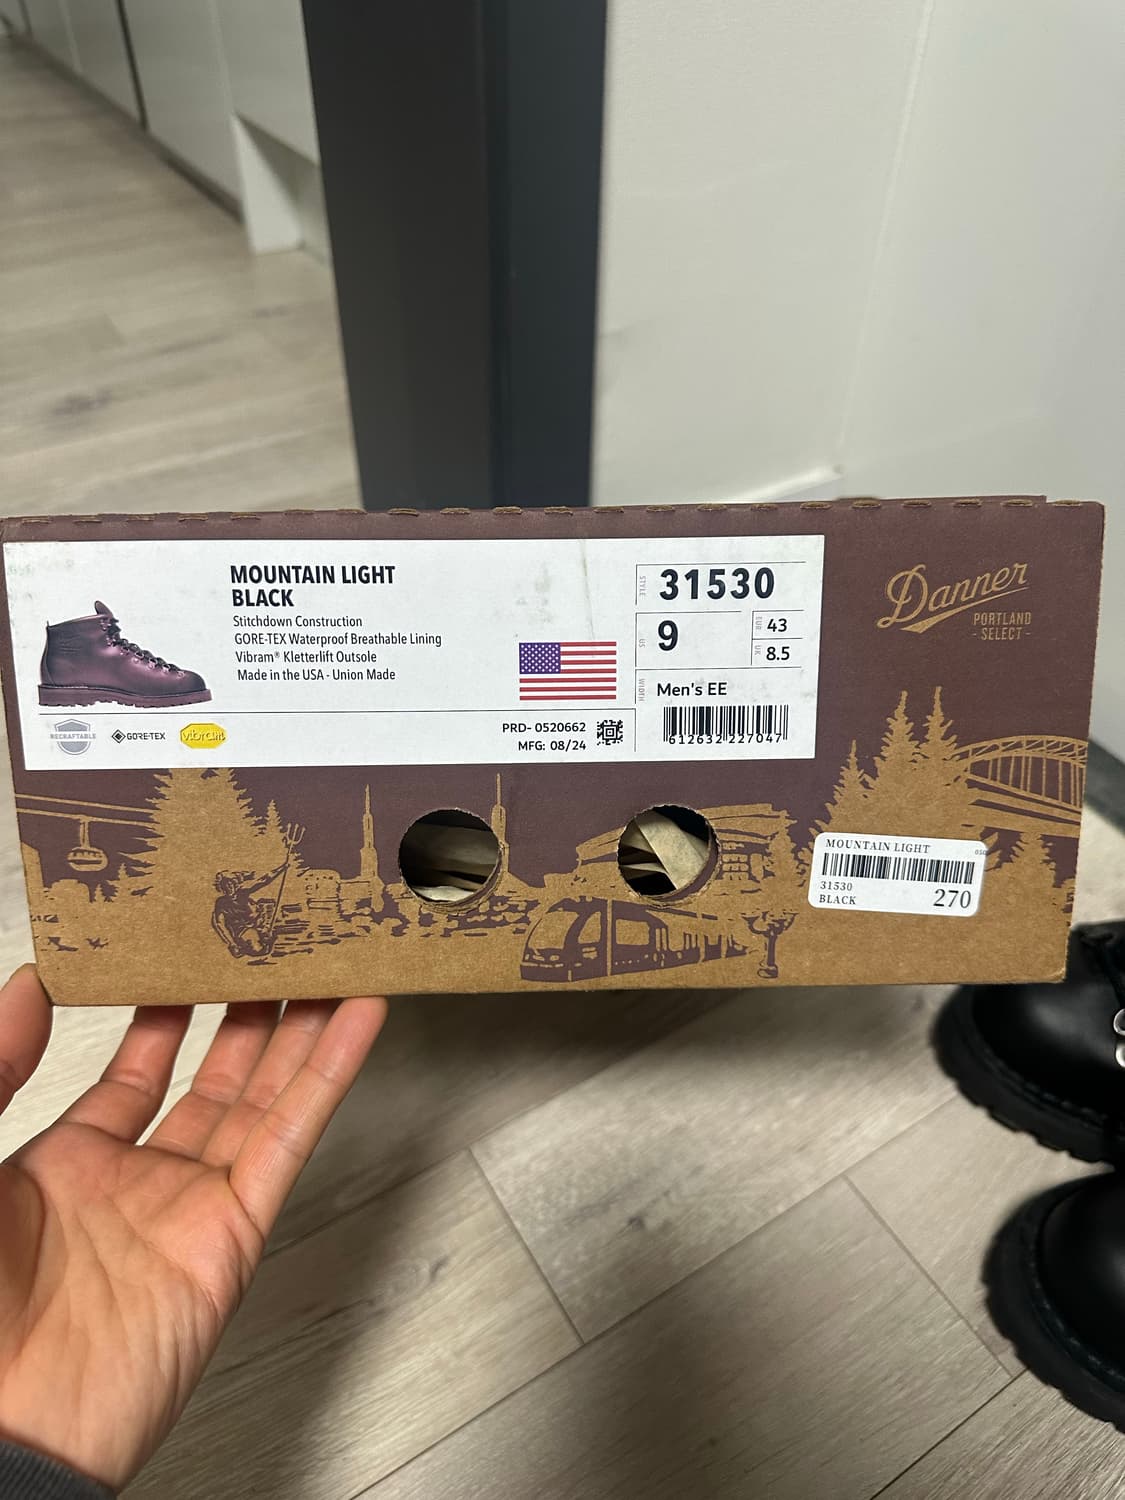 MOUNTAIN LIGHT
BLACK
Stitchdown Construction
GORE-TEX Waterproof Breathable Lining
Vibram® Kletterlift Outsole
Made in the USA - Union Made
RECRAFTABLE
GORE-TEX
vibram
PRD- 0520662
MFG: 08/24
STYLE
31530
US
9
EUR
43
UK
8.5
WIDTH
Men's EE
612632 227047
Danner
PORTLAND
- SELECT -
MOUNTAIN LIGHT
31530
BLACK
270